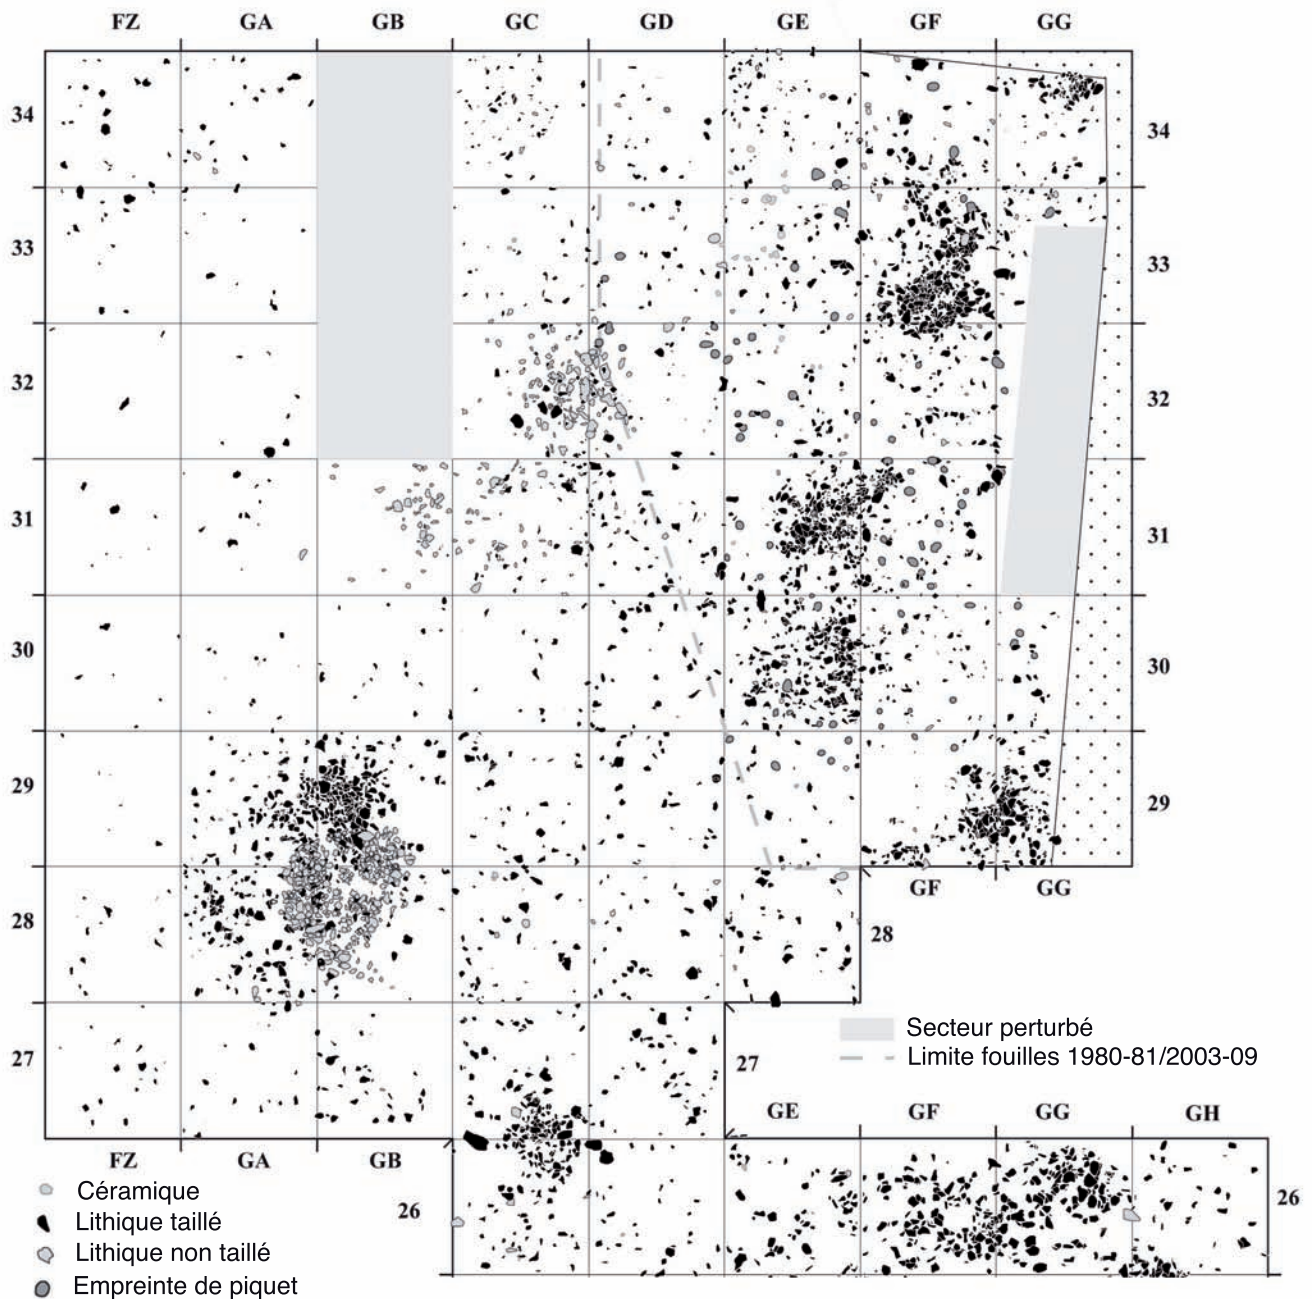 FZ GA GB GC GD GE GF GG
34 34
33 33
32 32
31 31
30 30
29 29
GF GG
28 28
Secteur perturbé
Limite fouilles 1980-81/2003-09
27 27
GE GF GG GH
FZ GA GB
26 26
Céramique
Lithique taillé
Lithique non taillé
Empreinte de piquet